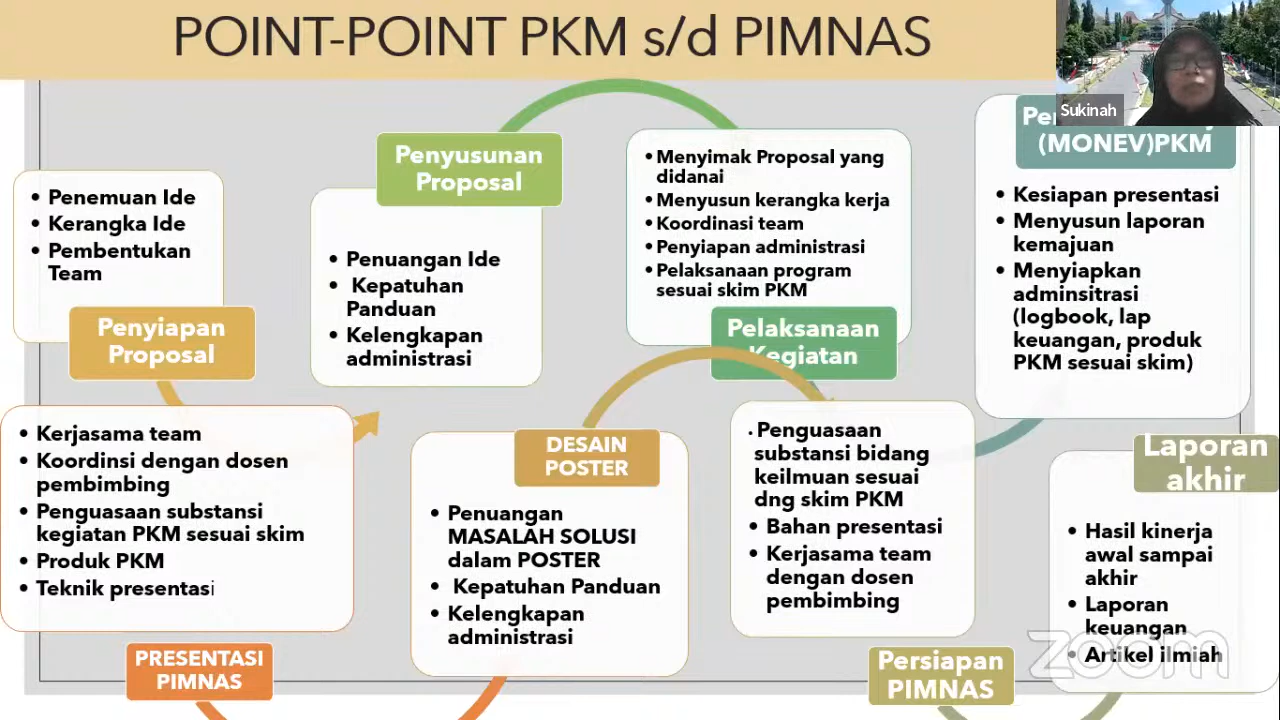 POINT-POINT PKM s/d PIMNAS
Sukinah
• Penemuan Ide
• Kerangka Ide
• Pembentukan
Team
Penyiapan
Proposal
Penyusunan
Proposal
• Penuangan Ide
• Kepatuhan
Panduan
• Kelengkapan
administrasi
• Menyimak Proposal yang
didanai
• Menyusun kerangka kerja
• Koordinasi team
• Penyiapan administrasi
• Pelaksanaan program
sesuai skim PKM
Pelaksanaan
Kegiatan
(MONEV)PKM
• Kesiapan presentasi
• Menyusun laporan
kemajuan
• Menyiapkan
adminsitrasi
(logbook, lap
keuangan, produk
PKM sesuai skim)
• Kerjasama team
• Koordinsi dengan dosen
pembimbing
• Penguasaan substansi
kegiatan PKM sesuai skim
• Produk PKM
• Teknik presentasi
PRESENTASI
PIMNAS
DESAIN
POSTER
• Penuangan
MASALAH SOLUSI
dalam POSTER
• Kepatuhan Panduan
• Kelengkapan
administrasi
. Penguasaan
substansi bidang
keilmuan sesuai
dng skim PKM
• Bahan presentasi
• Kerjasama team
dengan dosen
pembimbing
Persiapan
PIMNAS
Laporan
akhir
• Hasil kinerja
awal sampai
akhir
• Laporan
keuangan
• Artikel ilmiah
zoom